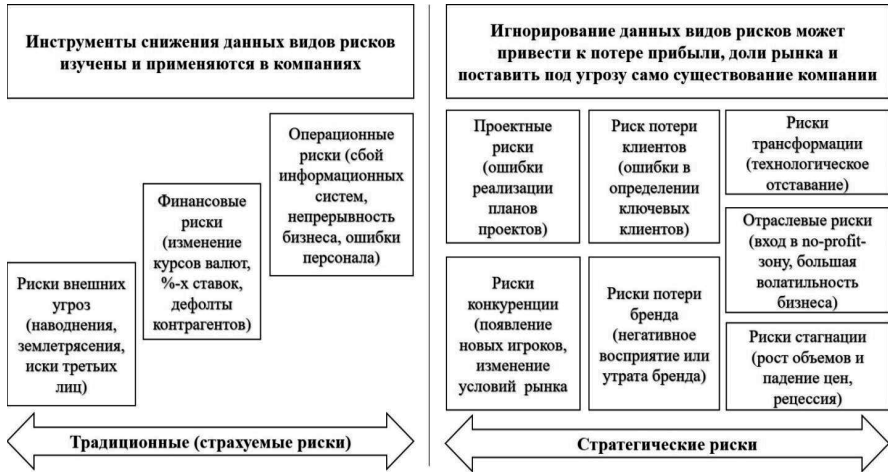 Инструменты снижения данных видов рисков
изучены и применяются в компаниях
Операционные
риски (сбой
информационных
систем,
непрерывность
бизнеса, ошибки
персонала)
Финансовые
риски
(изменение
курсов валют,
%-х ставок,
дефолты
контрагентов)
Риски внешних
угроз
(наводнения,
землетрясения,
иски третьих
лиц)
Традиционные (страхуемые риски)
Игнорирование данных видов рисков может
привести к потере прибыли, доли рынка и
поставить под угрозу само существование компании
Проектные
риски
(ошибки
реализации
планов
проектов)
Риск потери
клиентов
(ошибки в
определении
ключевых
клиентов)
Риски
трансформации
(технологическое
отставание)
Отраслевые риски
(вход в no-profit-
зону, большая
волатильность
бизнеса)
Риски
конкуренции
(появление
новых игроков,
изменение
условий рынка
Риски потери
бренда
(негативное
восприятие или
утрата бренда)
Риски стагнации
(рост объемов и
падение цен,
рецессия)
Стратегические риски